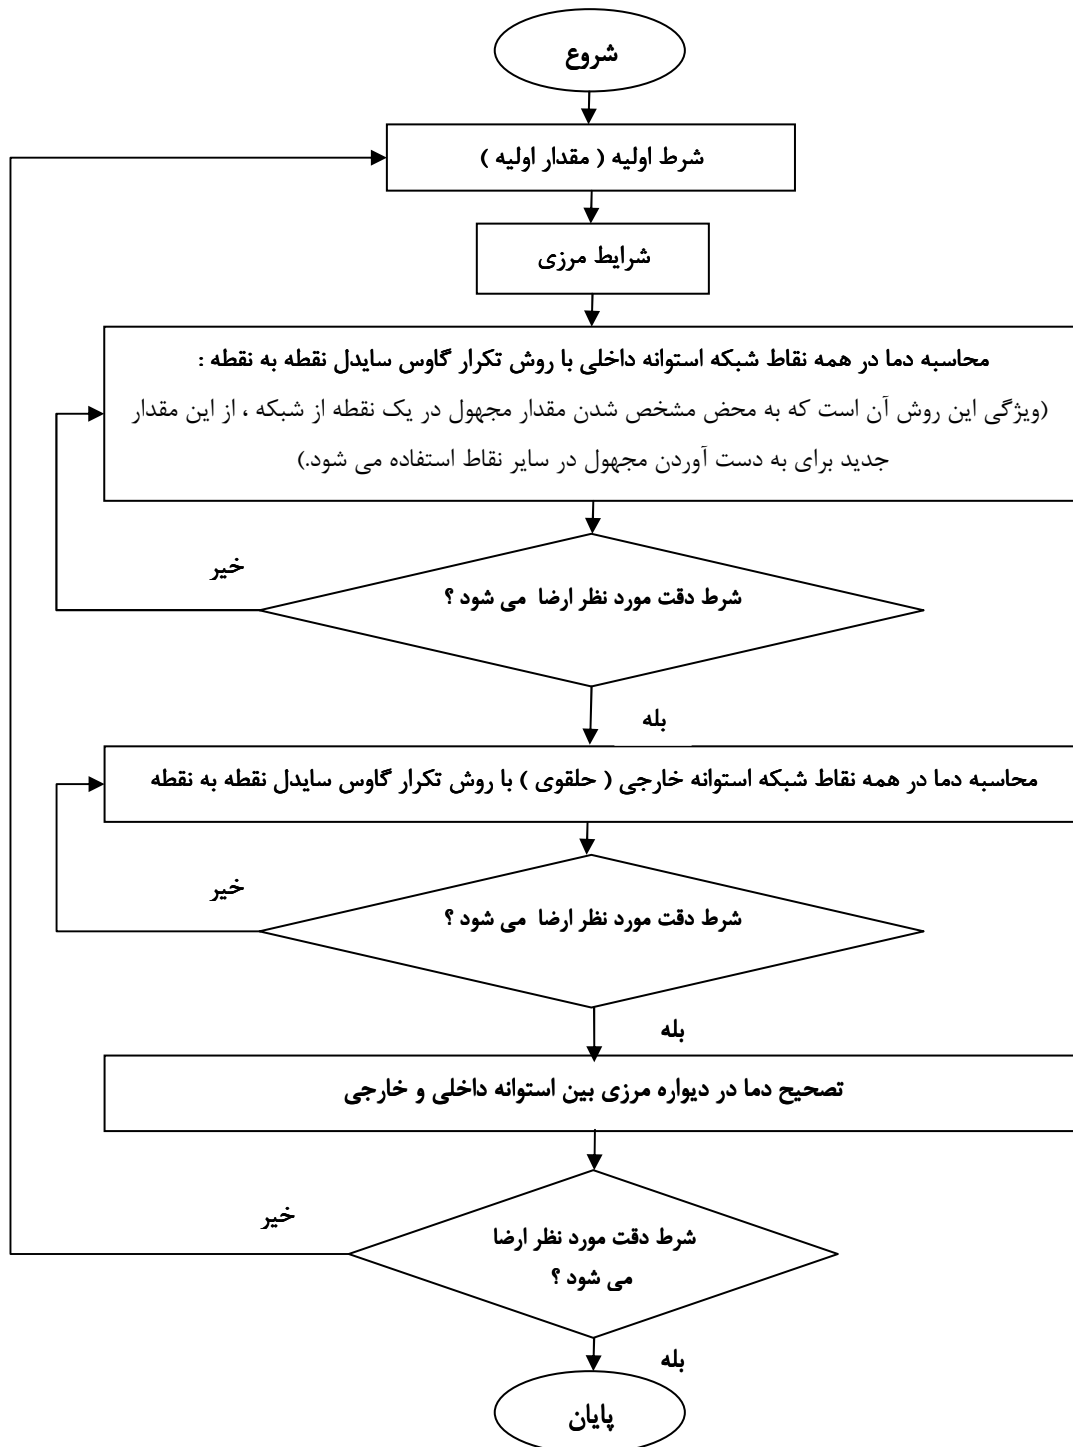 شروع
شرط اولیه ( مقدار اولیه )
شرایط مرزی
محاسبه دما در همه نقاط شبکه استوانه داخلی با روش تکرار گاوس سایدل نقطه به نقطه :
(ویژگی این روش آن است که به محض مشخص شدن مقدار مجهول در یک نقطه از شبکه ، از این مقدار
جدید برای به دست آوردن مجهول در سایر نقاط استفاده می شود.)
خیر
شرط دقت مورد نظر ارضا می شود ؟
بله
محاسبه دما در همه نقاط شبکه استوانه خارجی ( حلقوی ) با روش تکرار گاوس سایدل نقطه به نقطه
خیر
شرط دقت مورد نظر ارضا می شود ؟
بله
تصحیح دما در دیواره مرزی بین استوانه داخلی و خارجی
خیر
شرط دقت مورد نظر ارضا
می شود ؟
بله
پایان